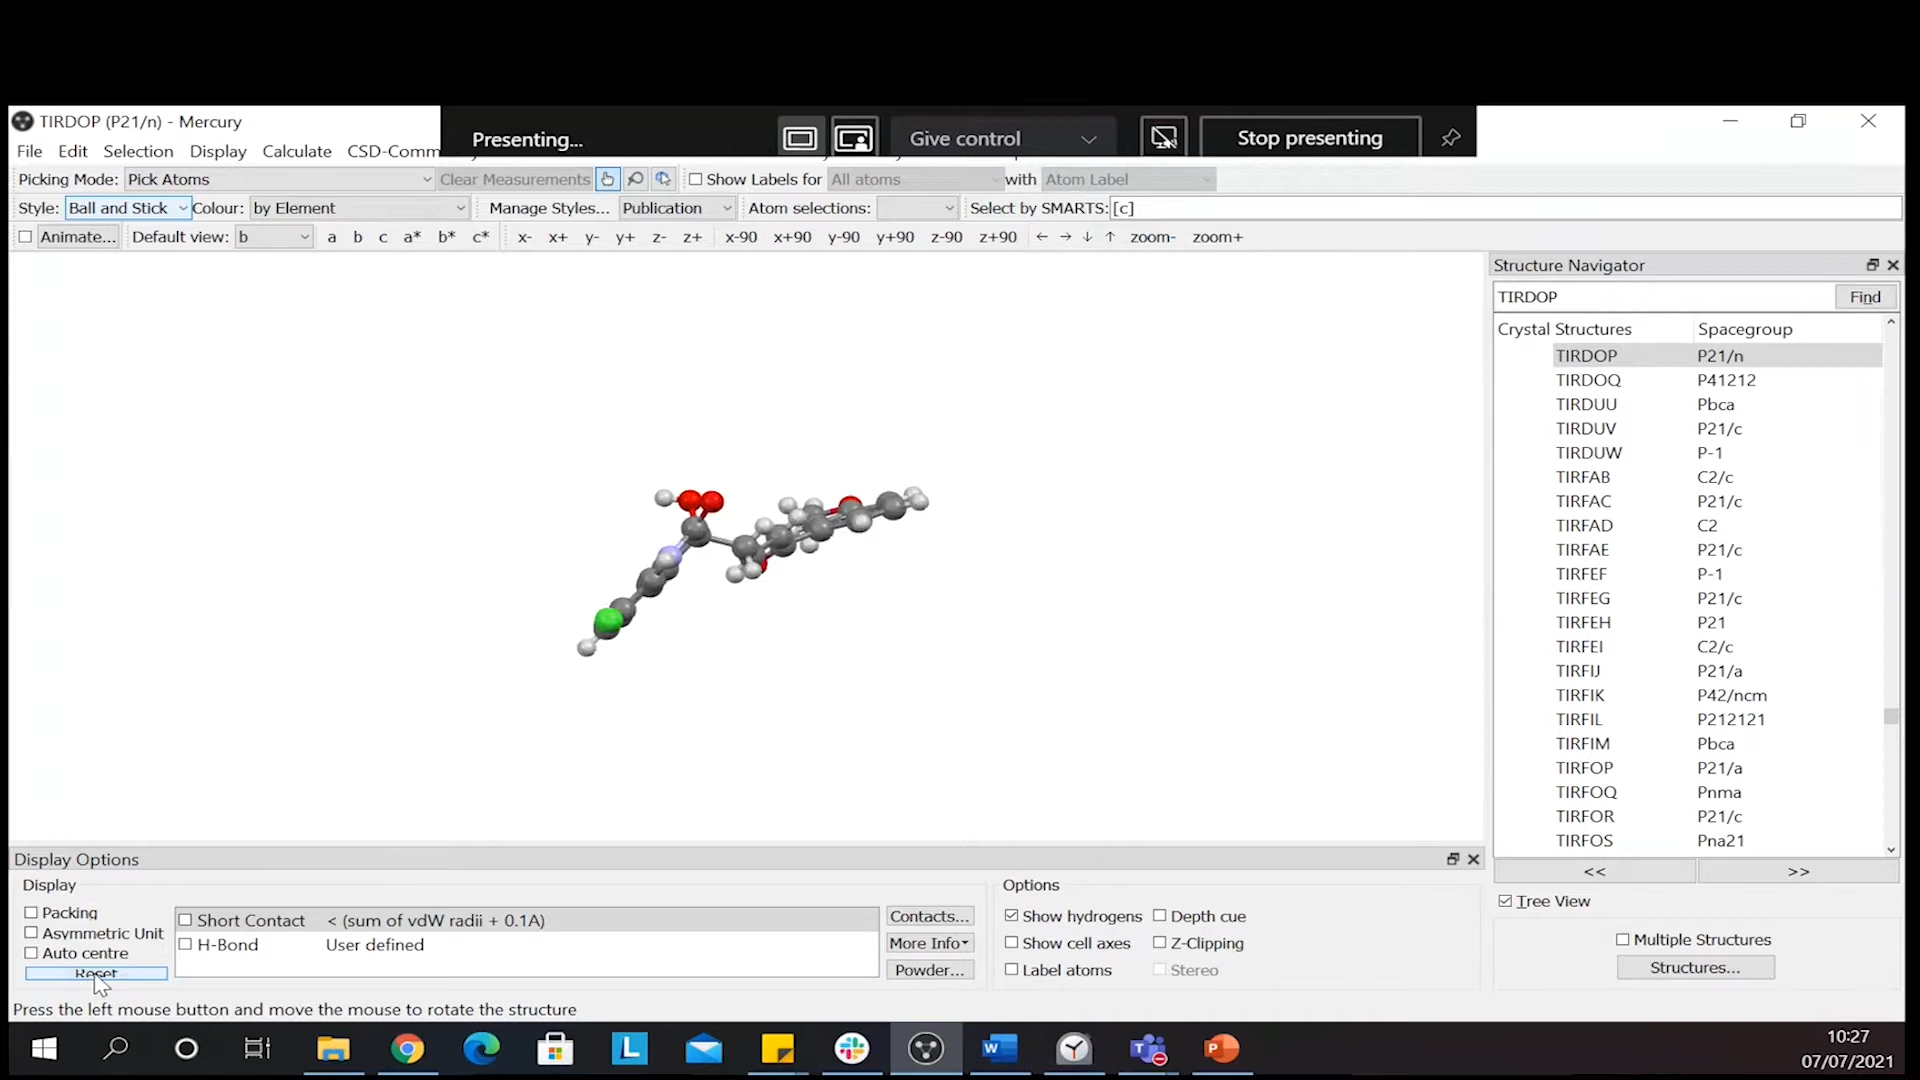 TIRDOP (P21/n) - Mercury
Presenting...
Give control
Stop presenting
File Edit Selection Display Calculate CSD-Comm
Picking Mode: Pick Atoms Clear Measurements Show Labels for All atoms with Atom Label
Style: Ball and Stick Colour: by Element Manage Styles... Publication Atom selections: Select by SMARTS: [c]
Animate... Default view: b a b c a* b* c* x- x+ y- y+ z- z+ x-90 x+90 y-90 y+90 z-90 z+90 ← → ↓ ↑ zoom- zoom+
Structure Navigator
TIRDOP Find
Crystal Structures Spacegroup
TIRDOP P21/n
TIRDOQ P41212
TIRDUU Pbca
TIRDUV P21/c
TIRDUW P-1
TIRFAB C2/c
TIRFAC P21/c
TIRFAD C2
TIRFAE P21/c
TIRFEF P-1
TIRFEG P21/c
TIRFEH P21
TIRFEI C2/c
TIRFIJ P21/a
TIRFIK P42/ncm
TIRFIL P212121
TIRFIM Pbca
TIRFOP P21/a
TIRFOQ Pnma
TIRFOR P21/c
TIRFOS Pna21
<< >>
Tree View
Multiple Structures
Structures...
Display Options
Display
Packing
Asymmetric Unit
Auto centre
Reset
Short Contact < (sum of vdW radii + 0.1A)
H-Bond User defined
Contacts...
More Info
Powder...
Options
Show hydrogens Depth cue
Show cell axes Z-Clipping
Label atoms Stereo
Press the left mouse button and move the mouse to rotate the structure
L
W
T
P
10:27
07/07/2021